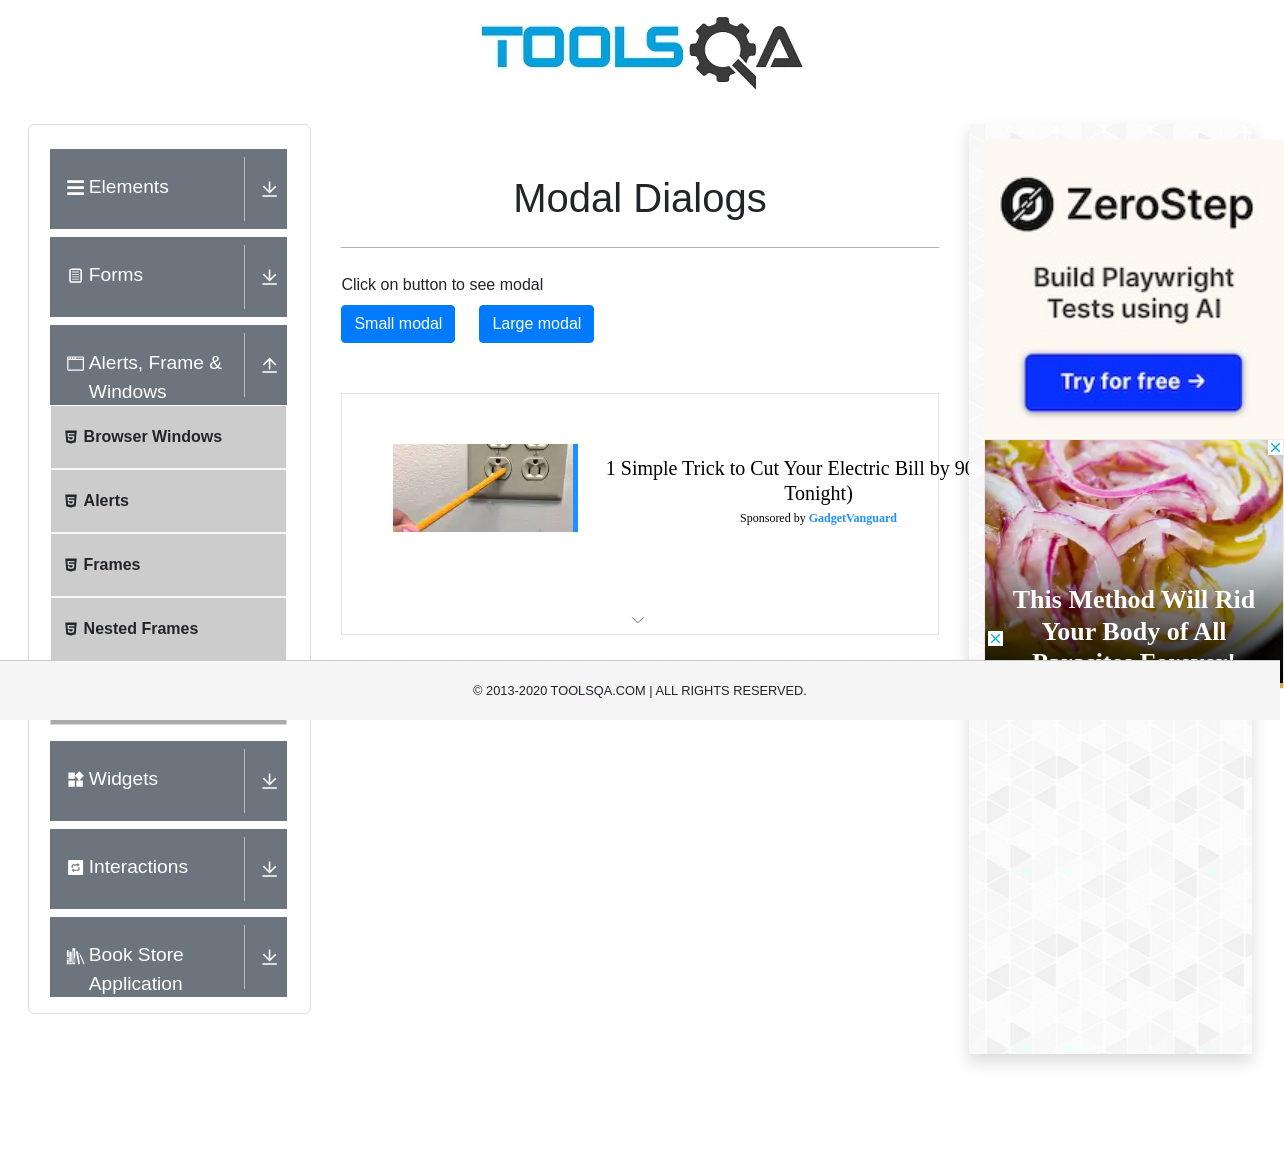 TOOLSQA
Elements
Forms
Alerts, Frame &
Windows
Browser Windows
Alerts
Frames
Nested Frames
Widgets
Interactions
Book Store
Application
Modal Dialogs
Click on button to see modal
Small modal
Large modal
1 Simple Trick to Cut Your Electric Bill by 90
Tonight)
Sponsored by GadgetVanguard
ZeroStep
Build Playwright
Tests using AI
Try for free →
This Method Will Rid
Your Body of All
Parasites Forever!
© 2013-2020 TOOLSQA.COM | ALL RIGHTS RESERVED.